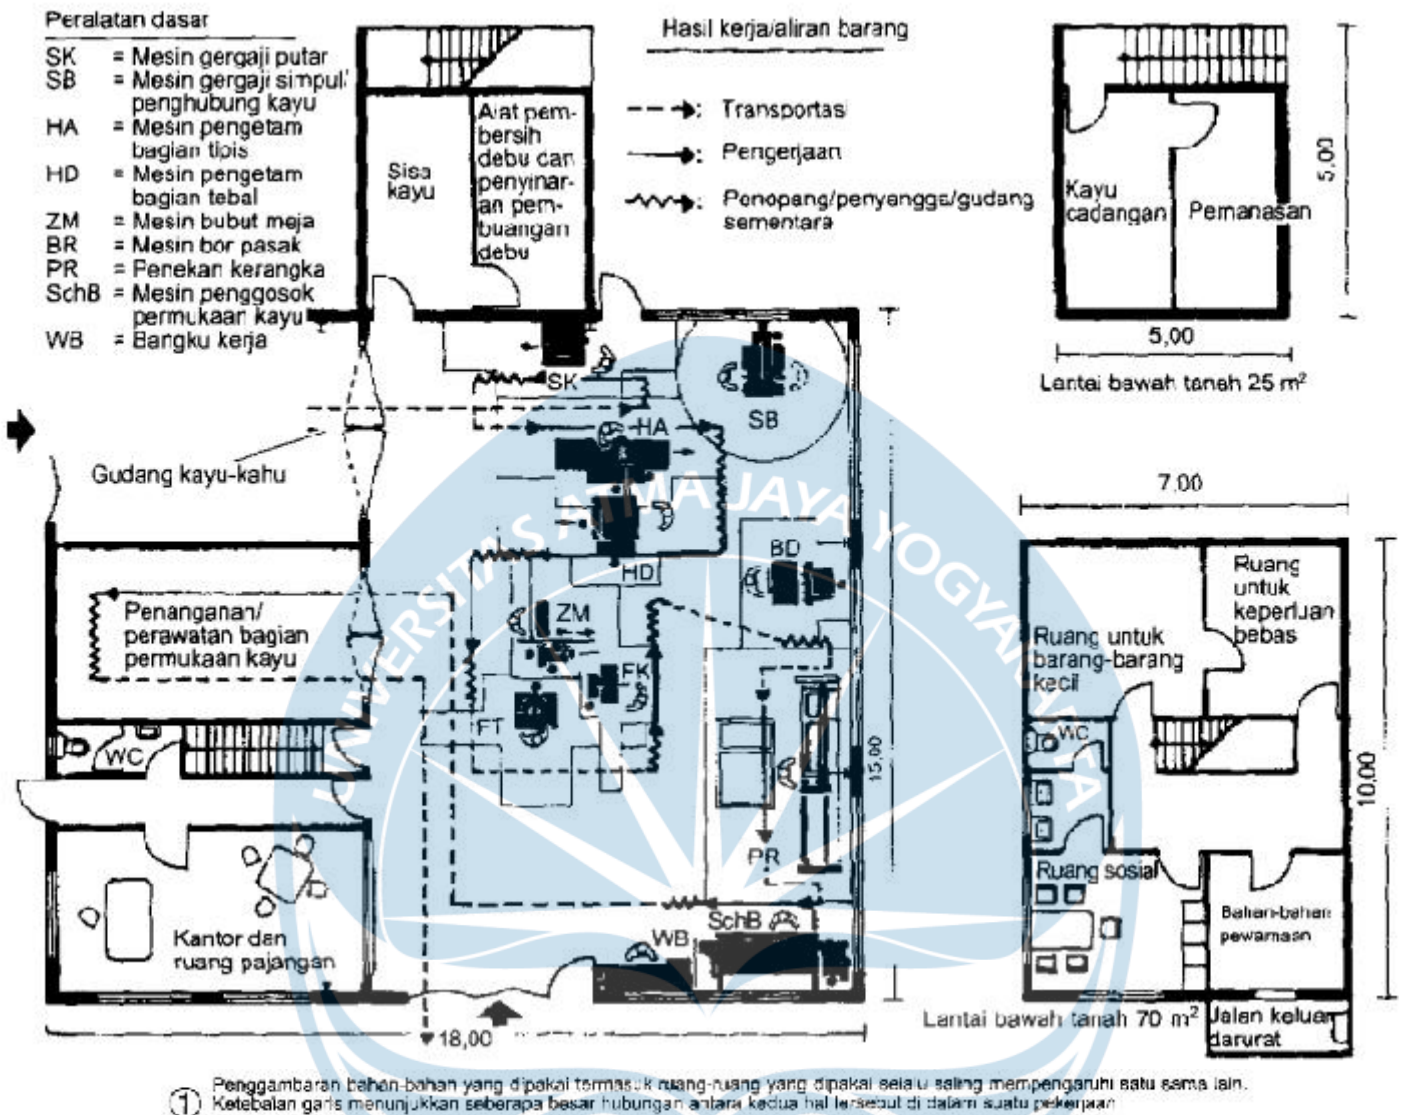 Peralatan dasar
SK = Mesin gergaji putar
SB = Mesin gergaji simpul/
penghubung kayu
HA = Mesin pengetam
bagian tipis
HD = Mesin pengetam
bagian tebal
ZM = Mesin bubut meja
BR = Mesin bor pasak
PR = Penekan kerangka
SchB = Mesin penggosok
permukaan kayu
WB = Bangku kerja
Hasil kerja/aliran barang
: Transportasi
: Pengerjaan
: Penopang/penyangga/gudang
sementara
Sisa
kayu
Alat pem-
bersih
debu dan
penyinar-
an pem-
buangan
debu
Kayu
cadangan
Pemanasan
5,00
5,00
Lantai bawah tanah 25 m²
SK
SB
HA
Gudang kayu-kahu
HD
BD
ZM
FK
FT
Penanganan/
perawatan bagian
permukaan kayu
WC
Kantor dan
ruang pajangan
PR
SchB
WB
15,00
18,00
7,00
Ruang
untuk
keperluan
bebas
Ruang untuk
barang-barang
kecil
WC
10,00
Ruang sosial
Bahan-bahan
pewarnaan
Lantai bawah tanah 70 m²
Jalan keluar
darurat
UNIVERSITAS ATMA JAYA YOGYAKARTA
1 Penggambaran bahan-bahan yang dipakai termasuk ruang-ruang yang dipakai selalu saling mempengaruhi satu sama lain.
Ketebalan garis menunjukkan seberapa besar hubungan antara kedua hal tersebut di dalam suatu pekerjaan